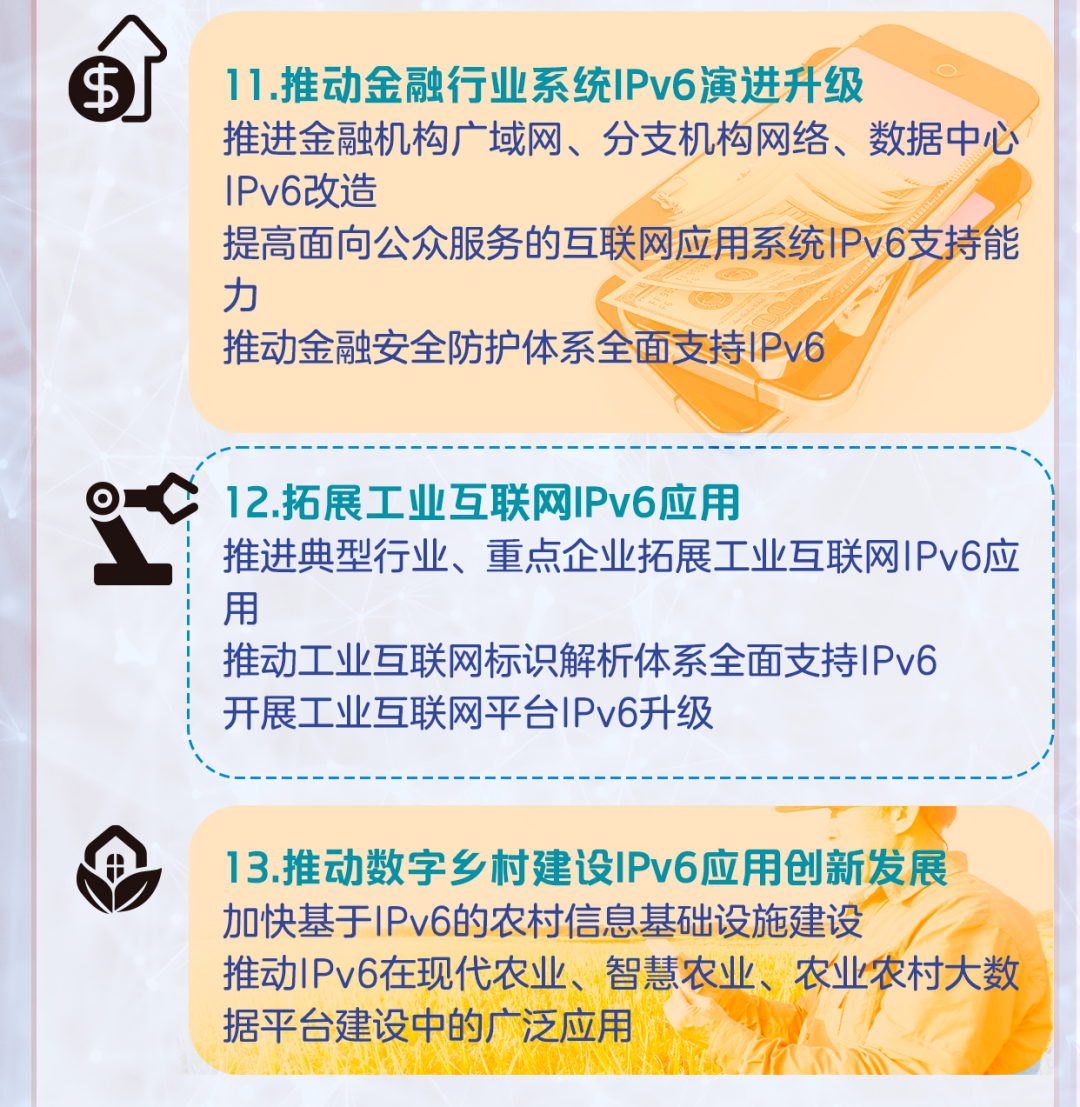 11.推动金融行业系统IPv6演进升级
推进金融机构广域网、分支机构网络、数据中心
IPv6改造
提高面向公众服务的互联网应用系统IPv6支持能
力
推动金融安全防护体系全面支持IPv6
12.拓展工业互联网IPv6应用
推进典型行业、重点企业拓展工业互联网IPv6应
用
推动工业互联网标识解析体系全面支持IPv6
开展工业互联网平台IPv6升级
13.推动数字乡村建设IPv6应用创新发展
加快基于IPv6的农村信息基础设施建设
推动IPv6在现代农业、智慧农业、农业农村大数
据平台建设中的广泛应用